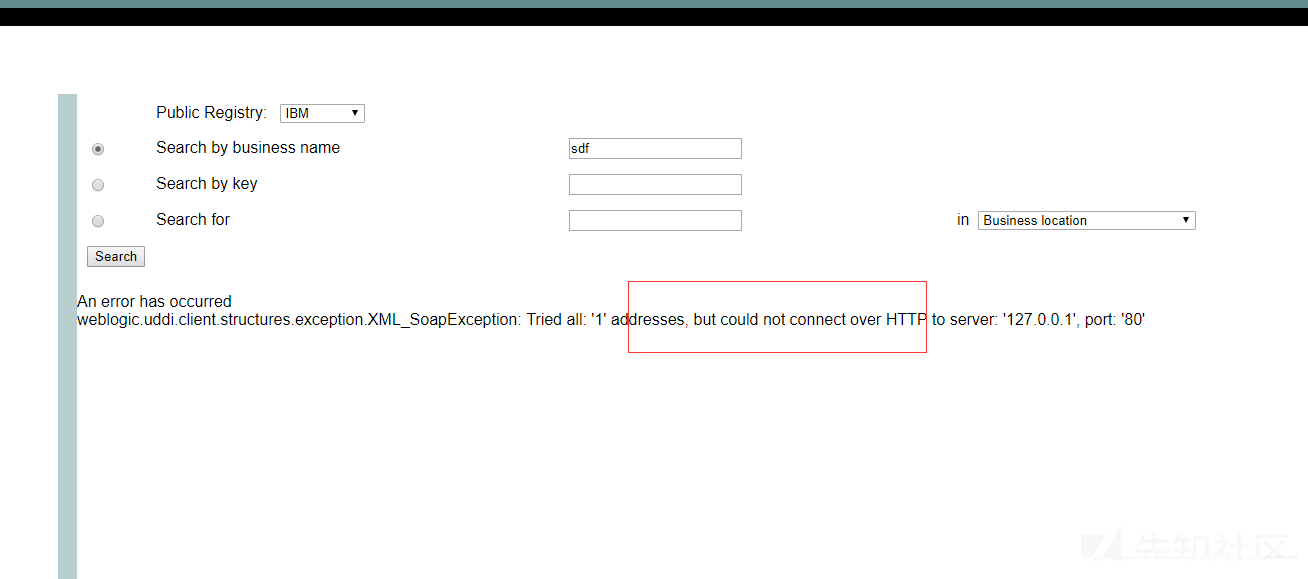 Public Registry: IBM
Search by business name sdf
Search by key
Search for in Business location
Search
An error has occurred
weblogic.uddi.client.structures.exception.XML_SoapException: Tried all: '1' addresses, but could not connect over HTTP to server: '127.0.0.1', port: '80'
先知社区